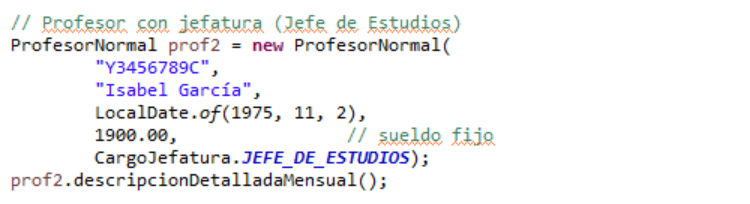 // Profesor con jefatura (Jefe de Estudios)
ProfesorNormal prof2 = new ProfesorNormal(
"Y3456789C",
"Isabel García",
LocalDate.of(1975, 11, 2),
1900.00, // sueldo fijo
CargoJefatura.JEFE_DE_ESTUDIOS);
prof2.descripcionDetalladaMensual();